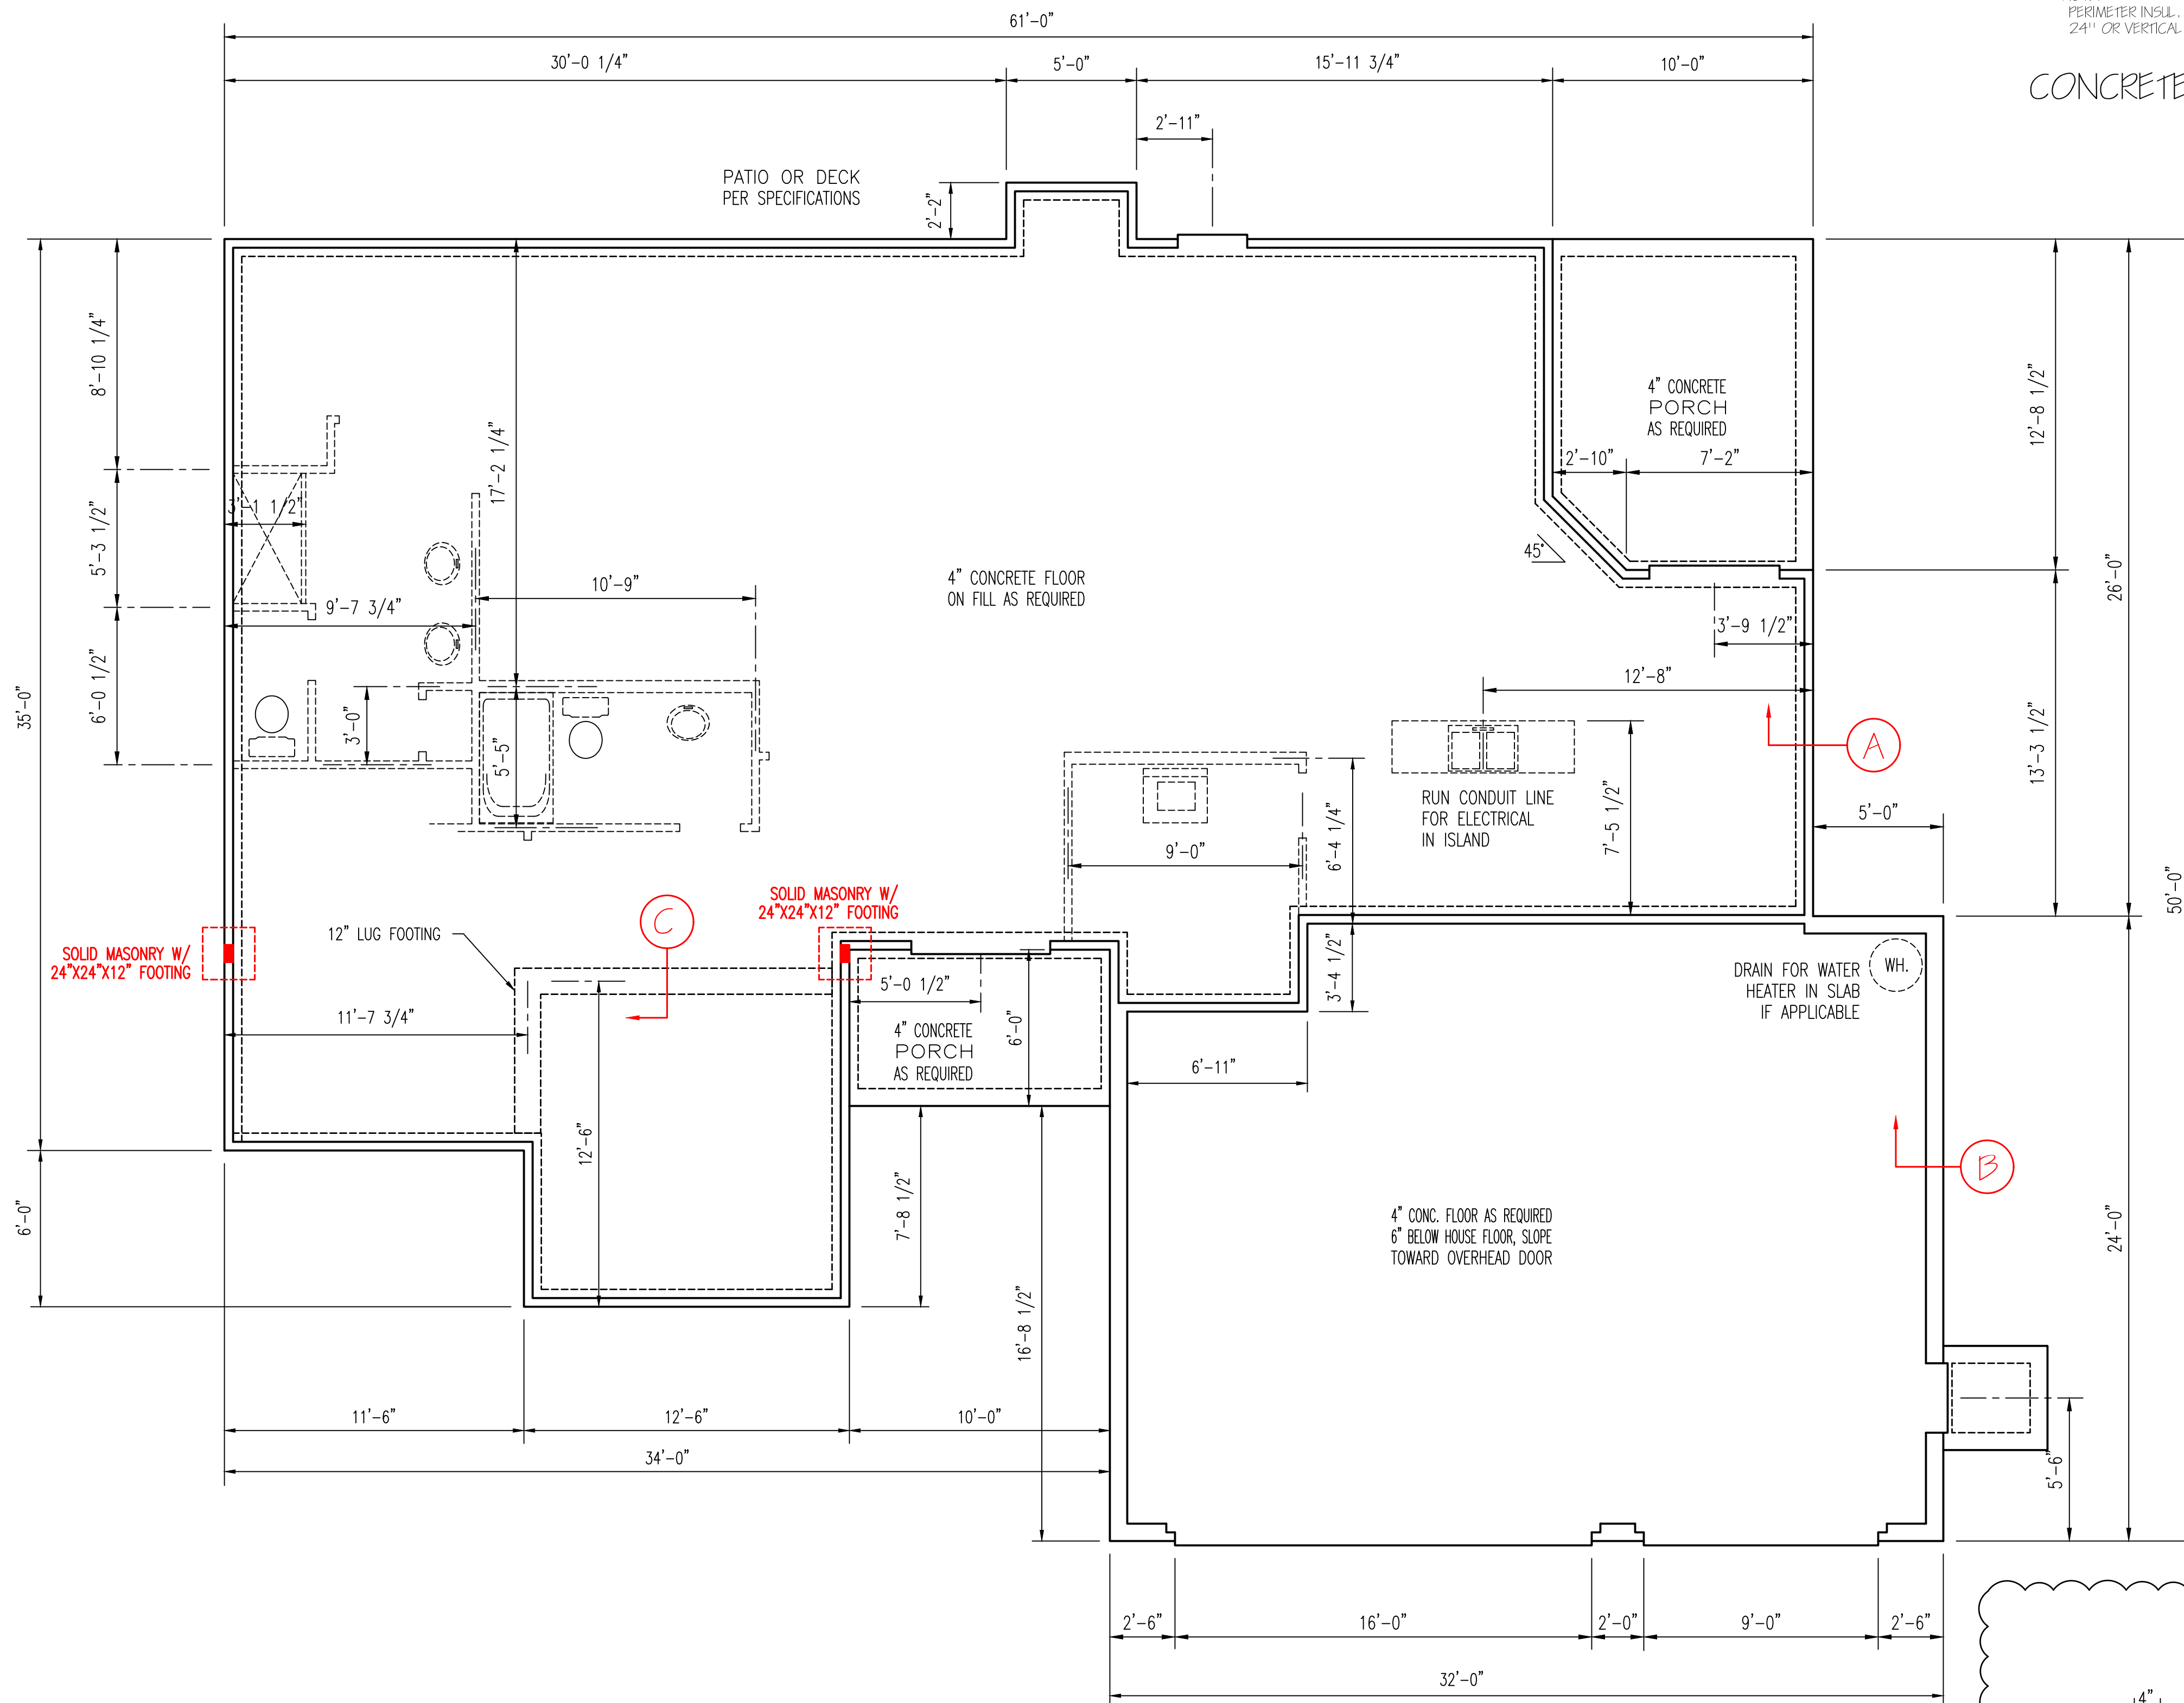 PERIMETER INSUL.
24" OR VERTICAL
CONCRETE
61'-0"
30'-0 1/4"
5'-0"
15'-11 3/4"
10'-0"
2'-11"
PATIO OR DECK
PER SPECIFICATIONS
2'-2"
8'-10 1/4"
5'-3 1/2"
6'-0 1/2"
35'-0"
6'-0"
17'-2 1/4"
3'-1 1/2"
9'-7 3/4"
10'-9"
3'-0"
5'-5"
4" CONCRETE FLOOR
ON FILL AS REQUIRED
4" CONCRETE
PORCH
AS REQUIRED
2'-10"
7'-2"
45°
3'-9 1/2"
12'-8"
12'-8 1/2"
13'-3 1/2"
26'-0"
50'-0"
24'-0"
A
5'-0"
RUN CONDUIT LINE
FOR ELECTRICAL
IN ISLAND
7'-5 1/2"
6'-4 1/4"
9'-0"
3'-4 1/2"
SOLID MASONRY W/
24"X24"X12" FOOTING
SOLID MASONRY W/
24"X24"X12" FOOTING
12" LUG FOOTING
C
11'-7 3/4"
12'-6"
5'-0 1/2"
6'-0"
4" CONCRETE
PORCH
AS REQUIRED
6'-11"
DRAIN FOR WATER
HEATER IN SLAB
IF APPLICABLE
WH.
B
7'-8 1/2"
16'-8 1/2"
4" CONC. FLOOR AS REQUIRED
6" BELOW HOUSE FLOOR, SLOPE
TOWARD OVERHEAD DOOR
11'-6"
12'-6"
10'-0"
34'-0"
5'-6"
2'-6"
16'-0"
2'-0"
9'-0"
2'-6"
32'-0"
4"